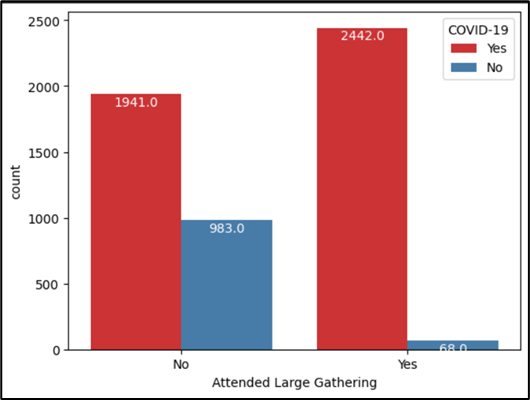 COVID-19
Yes
No
2500
2000
1500
1000
500
0
count
1941.0
983.0
2442.0
68.0
No
Yes
Attended Large Gathering